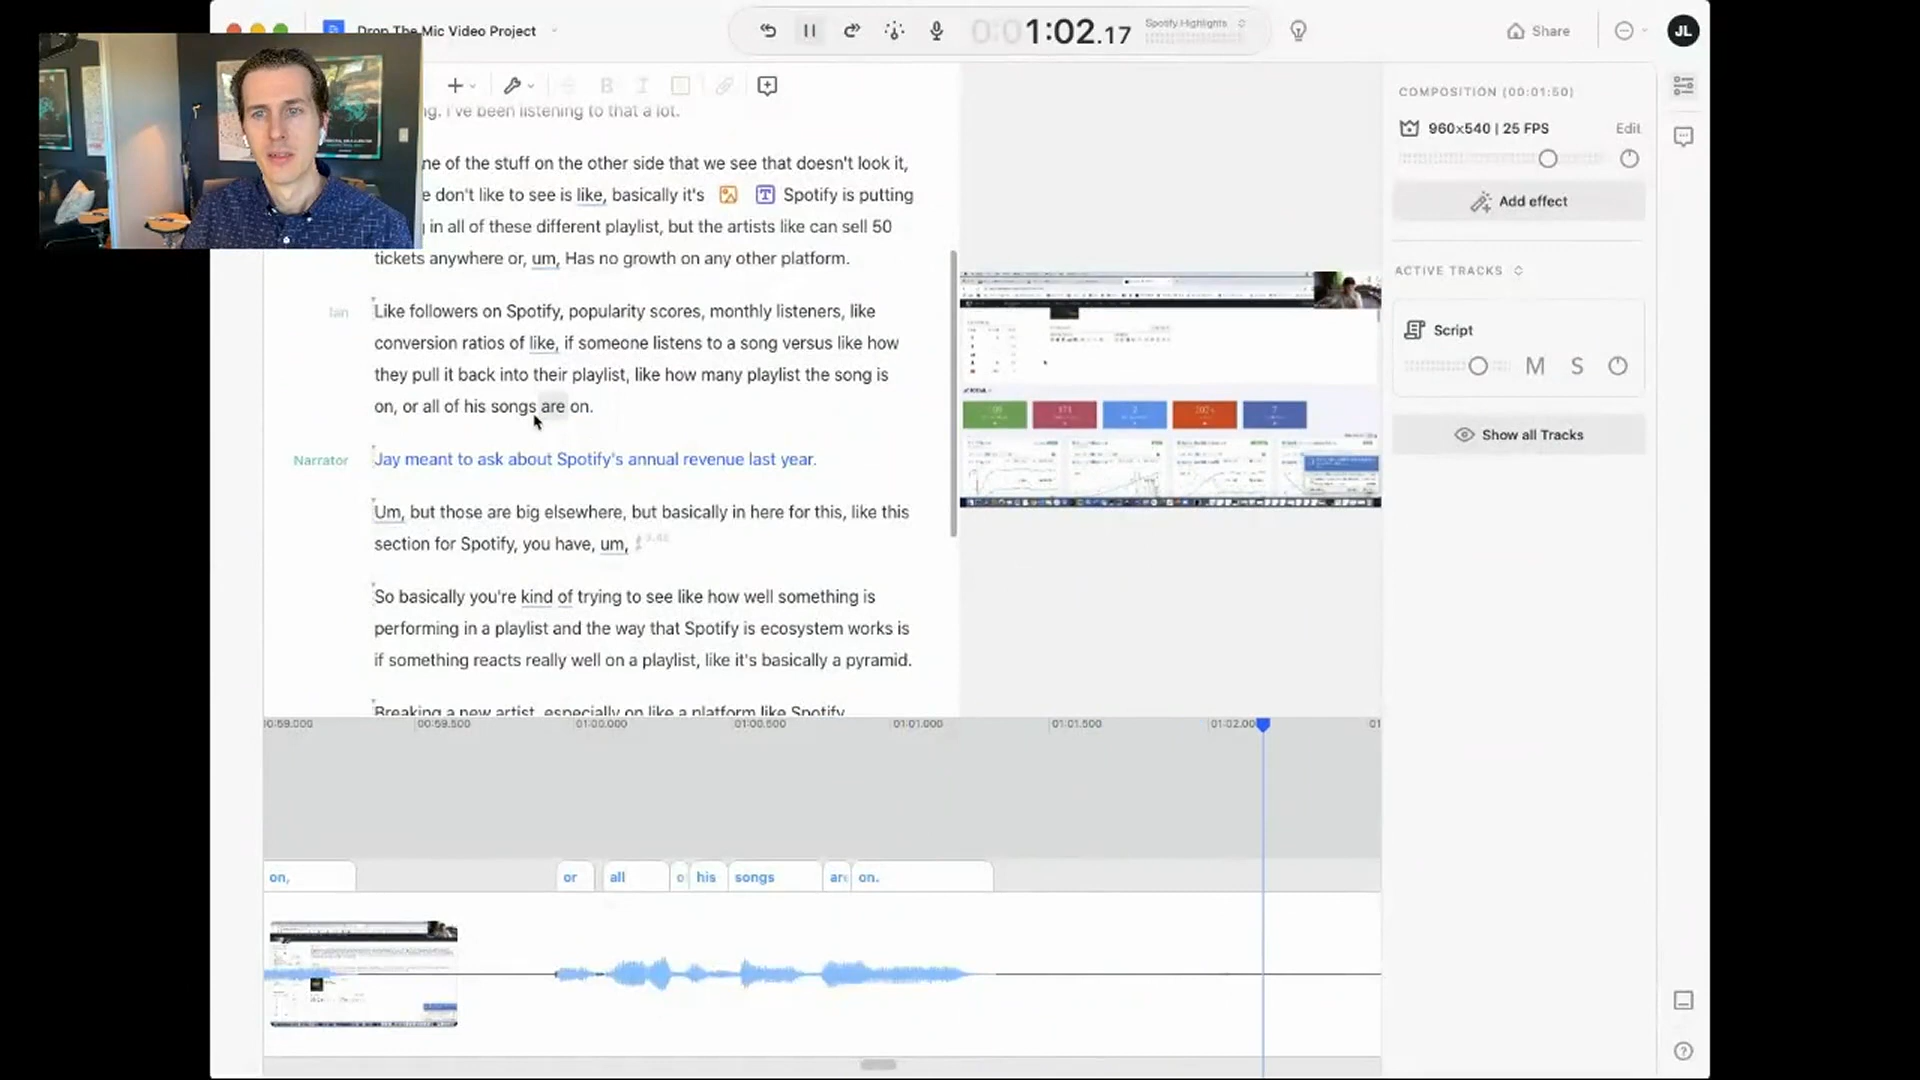 Drop The Mic Video Project
0:01:02.17
Spotify Highlights
Share
JL
B I
g. I've been listening to that a lot.
ne of the stuff on the other side that we see that doesn't look it,
e don't like to see is like, basically it's T Spotify is putting
in all of these different playlist, but the artists like can sell 50
tickets anywhere or, um, Has no growth on any other platform.
Ian
Like followers on Spotify, popularity scores, monthly listeners, like
conversion ratios of like, if someone listens to a song versus like how
they pull it back into their playlist, like how many playlist the song is
on, or all of his songs are on.
Narrator
Jay meant to ask about Spotify's annual revenue last year.
Um, but those are big elsewhere, but basically in here for this, like this
section for Spotify, you have, um,
So basically you're kind of trying to see like how well something is
performing in a playlist and the way that Spotify is ecosystem works is
if something reacts really well on a playlist, like it's basically a pyramid.
Breaking a new artist, especially on like a platform like Spotify
COMPOSITION (00:01:50)
960x540 | 25 FPS
Edit
Add effect
ACTIVE TRACKS
Script
M S
Show all Tracks
00:59.500 01:00.000 01:00.500 01:01.000 01:01.500
on, or all o his songs are on.
?